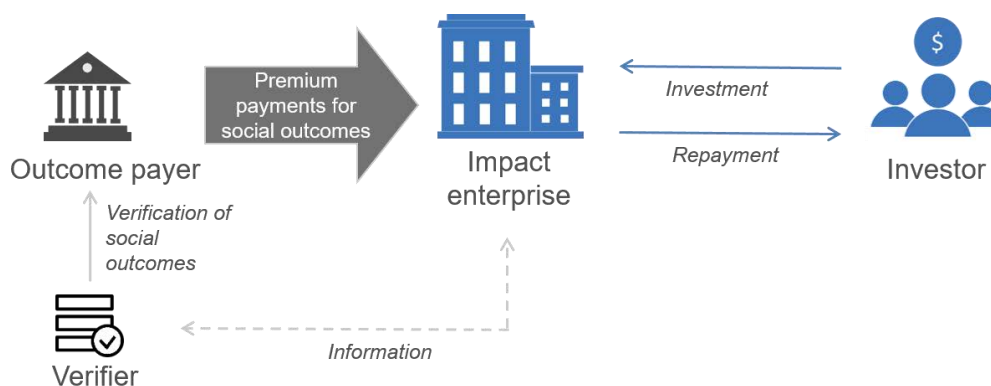 $
Premium
payments for
social outcomes
Investment
Repayment
Outcome payer
Impact
enterprise
Investor
Verification of
social
outcomes
Information
Verifier